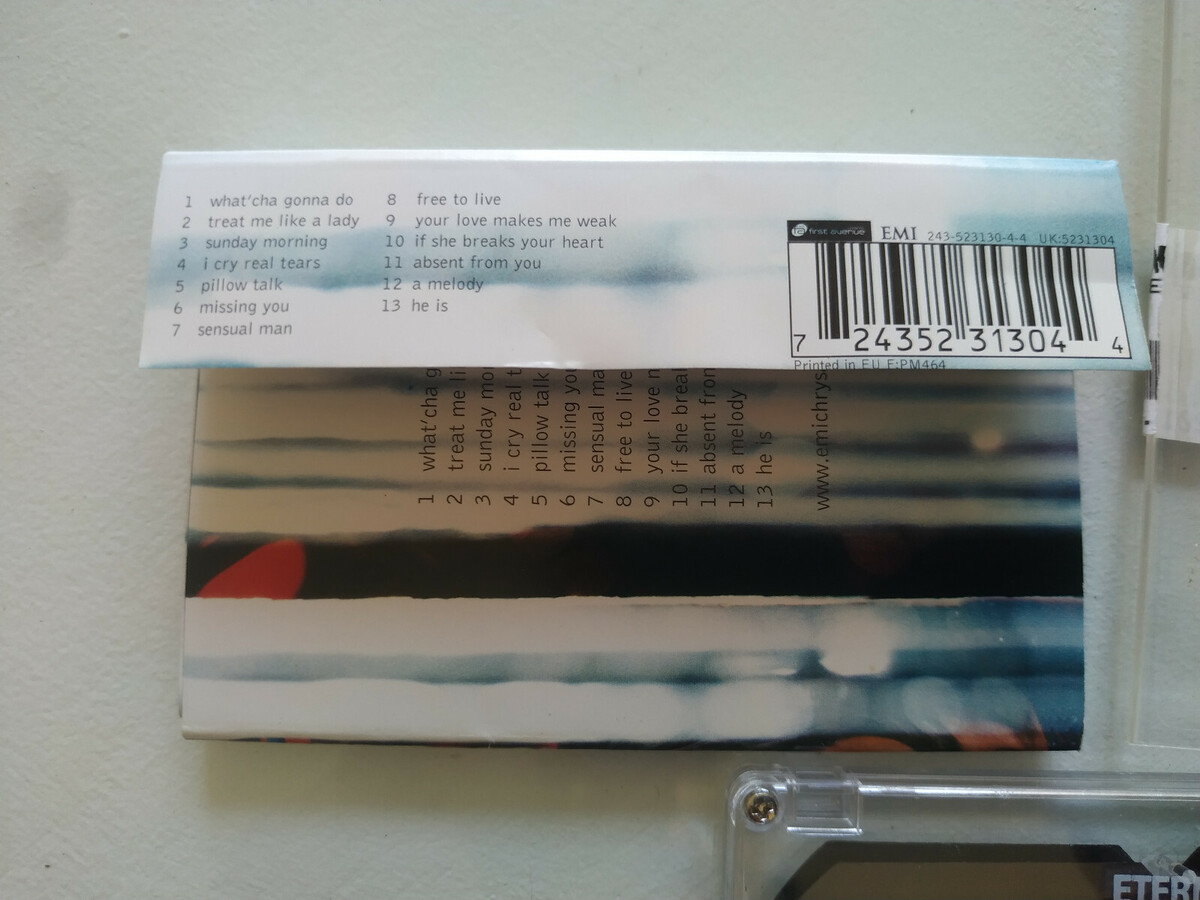 1 what'cha gonna do
2 treat me like a lady
3 sunday morning
4 i cry real tears
5 pillow talk
6 missing you
7 sensual man
8 free to live
9 your love makes me weak
10 if she breaks your heart
11 absent from you
12 a melody
13 he is
first avenue EMI 243-523130-4-4 UK:5231304
7 24352 31304 4
Printed in EU F:PM464
1 what'cha g
2 treat me li
3 sunday mor
4 i cry real t
5 pillow talk
6 missing you
7 sensual ma
8 free to live
9 your love m
10 if she break
11 absent from
12 a melody
13 he is
www.emichrys
ETER